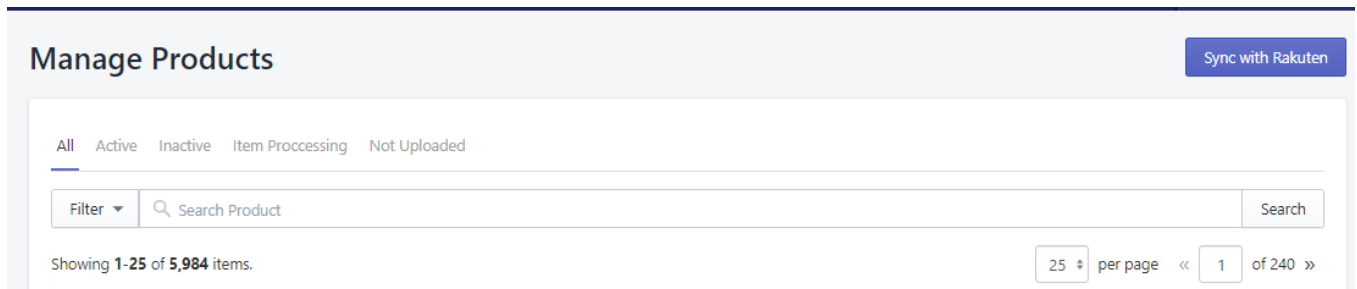 Manage Products
Sync with Rakuten
All Active Inactive Item Proccessing Not Uploaded
Filter Search Product Search
Showing 1-25 of 5,984 items. 25 per page « 1 of 240 »